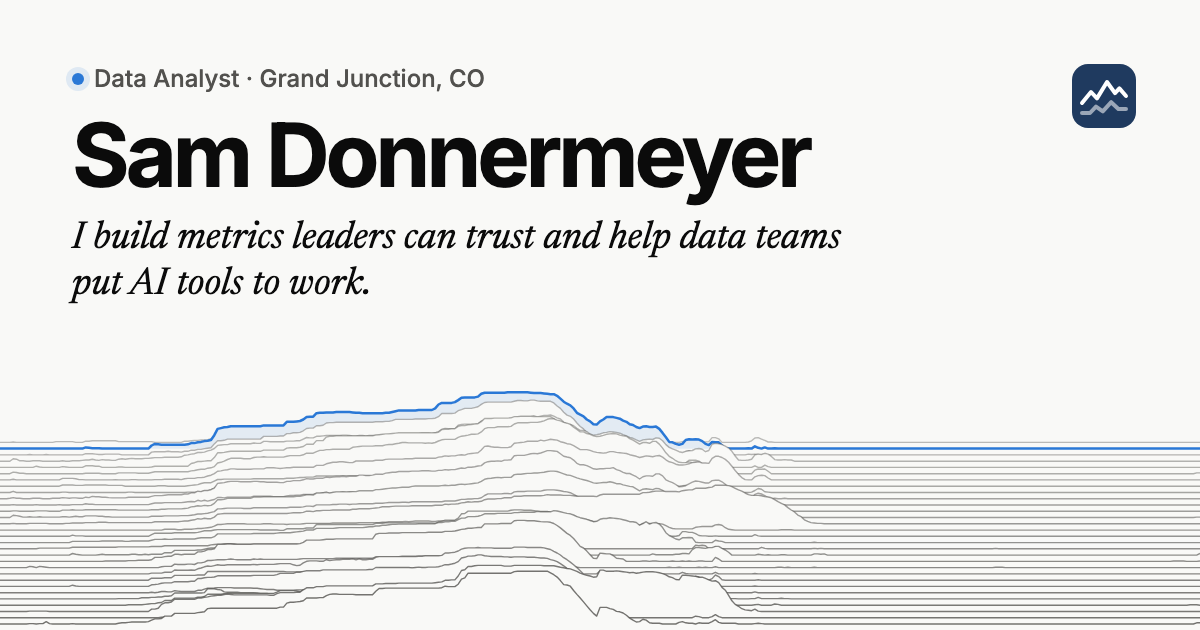 Data Analyst · Grand Junction, CO
Sam Donnermeyer
I build metrics leaders can trust and help data teams
put AI tools to work.